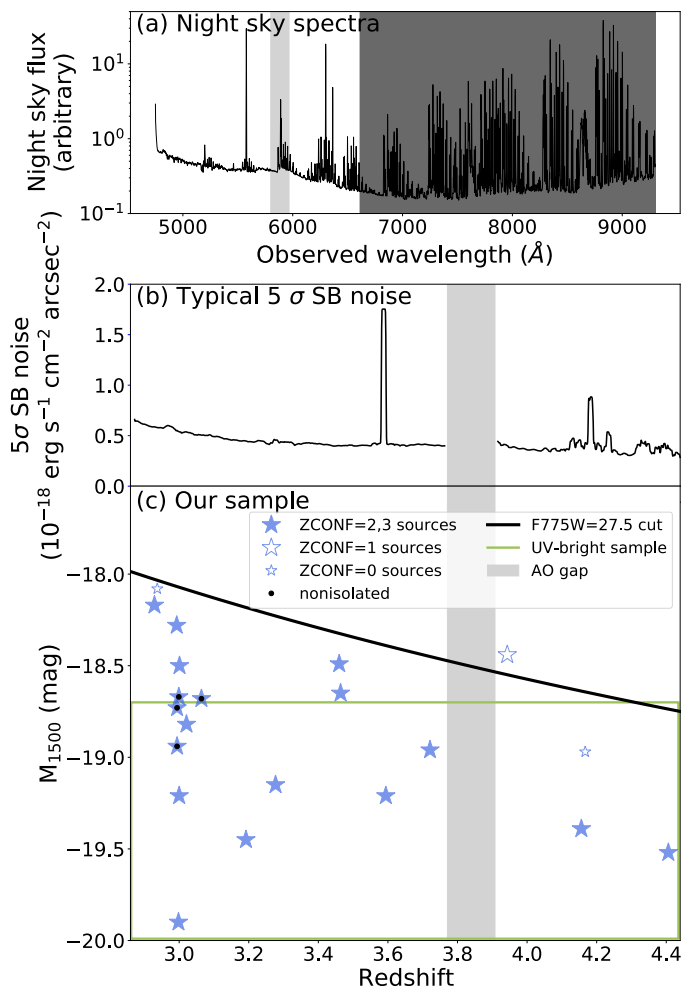 (a) Night sky spectra
Night sky flux
(arbitrary)
10¹
10⁰
10⁻¹
5000
6000
7000
8000
9000
Observed wavelength (Å)
(b) Typical 5 σ SB noise
5σ SB noise
(10⁻¹⁸ erg s⁻¹ cm⁻² arcsec⁻²)
2.0
1.5
1.0
0.5
0.0
(c) Our sample
ZCONF=2,3 sources
ZCONF=1 sources
ZCONF=0 sources
nonisolated
F775W=27.5 cut
UV-bright sample
AO gap
M₁₅₀₀ (mag)
−18.0
−18.5
−19.0
−19.5
−20.0
3.0
3.2
3.4
3.6
3.8
4.0
4.2
4.4
Redshift